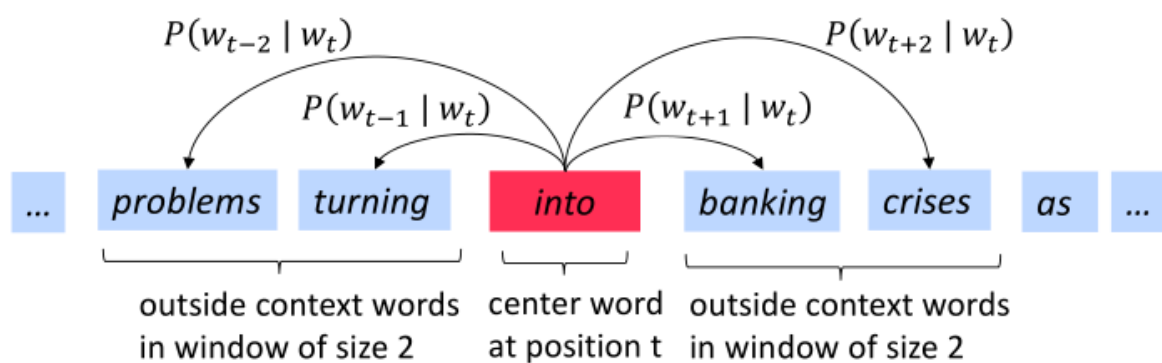 P(w_{t−2} | w_t)
P(w_{t+2} | w_t)
P(w_{t−1} | w_t)
P(w_{t+1} | w_t)
... problems turning into banking crises as ...
outside context words
in window of size 2
center word
at position t
outside context words
in window of size 2